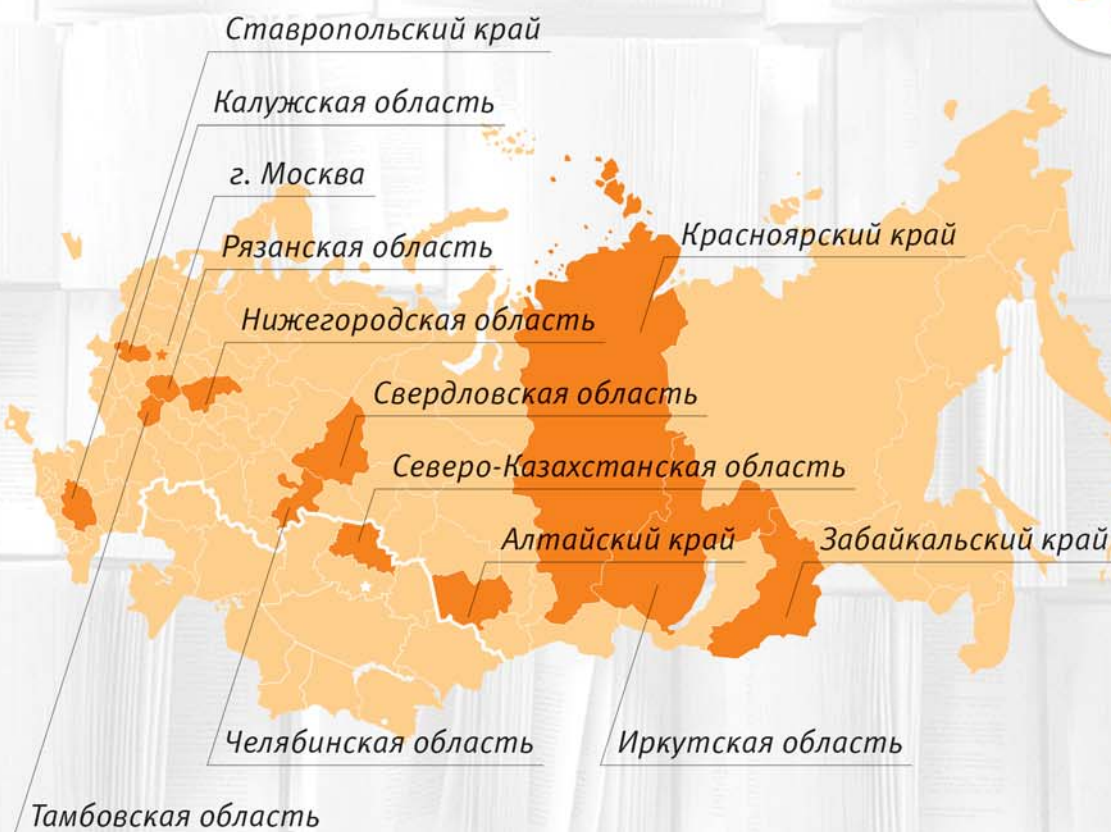 Ставропольский край
Калужская область
г. Москва
Рязанская область
Красноярский край
Нижегородская область
Свердловская область
Северо-Казахстанская область
Алтайский край
Забайкальский край
Челябинская область
Иркутская область
Тамбовская область